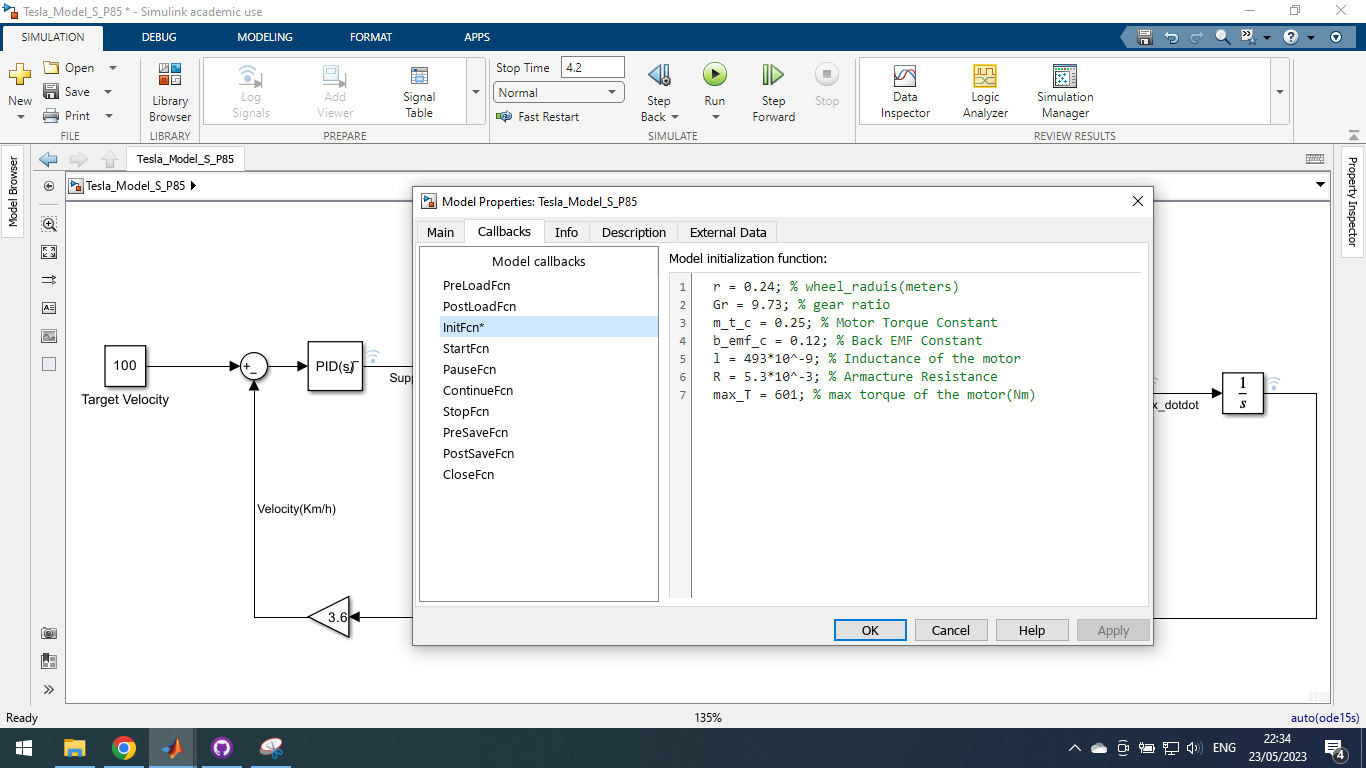 Tesla_Model_S_P85 * - Simulink academic use
SIMULATION DEBUG MODELING FORMAT APPS
New
Open
Save
Print
FILE
Library
Browser
LIBRARY
Log
Signals
Add
Viewer
Signal
Table
PREPARE
Stop Time 4.2
Normal
Fast Restart
Step
Back
Run
Step
Forward
Stop
SIMULATE
Data
Inspector
Logic
Analyzer
Simulation
Manager
REVIEW RESULTS
Model Browser
Tesla_Model_S_P85
Tesla_Model_S_P85
Property Inspector
100
Target Velocity
PID(s)
Supp
Velocity(Km/h)
3.6
x_dotdot
1
s
Model Properties: Tesla_Model_S_P85
Main Callbacks Info Description External Data
Model callbacks
PreLoadFcn
PostLoadFcn
InitFcn*
StartFcn
PauseFcn
ContinueFcn
StopFcn
PreSaveFcn
PostSaveFcn
CloseFcn
Model initialization function:
1 r = 0.24; % wheel_raduis(meters)
2 Gr = 9.73; % gear ratio
3 m_t_c = 0.25; % Motor Torque Constant
4 b_emf_c = 0.12; % Back EMF Constant
5 l = 493*10^-9; % Inductance of the motor
6 R = 5.3*10^-3; % Armacture Resistance
7 max_T = 601; % max torque of the motor(Nm)
OK Cancel Help Apply
Ready 135% auto(ode15s)
ENG
22:34
23/05/2023
4